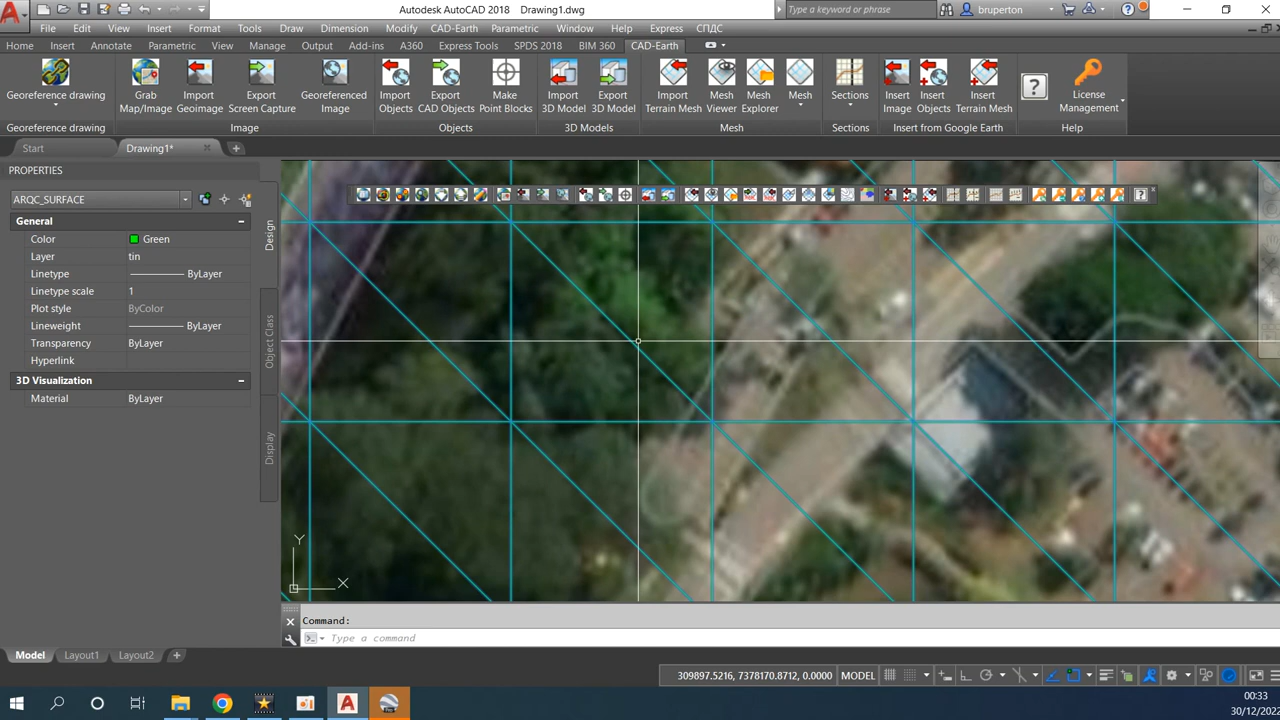 Autodesk AutoCAD 2018 Drawing1.dwg
Type a keyword or phrase
bruperton
File Edit View Insert Format Tools Draw Dimension Modify CAD-Earth Parametric Window Help Express СПДС
Home Insert Annotate Parametric View Manage Output Add-ins A360 Express Tools SPDS 2018 BIM 360 CAD-Earth
Georeference drawing
Grab Map/Image
Import Geoimage
Export Screen Capture
Georeferenced Image
Import Objects
Export CAD Objects
Make Point Blocks
Import 3D Model
Export 3D Model
Import Terrain Mesh
Mesh Viewer
Mesh Explorer
Mesh
Sections
Insert Image
Insert Objects
Insert Terrain Mesh
?
License Management
Georeference drawing Image Objects 3D Models Mesh Sections Insert from Google Earth Help
Start Drawing1*
PROPERTIES
ARQC_SURFACE
General
Color Green
Layer tin
Linetype ByLayer
Linetype scale 1
Plot style ByColor
Lineweight ByLayer
Transparency ByLayer
Hyperlink
3D Visualization
Material ByLayer
Design
Object Class
Display
Y
X
Command:
Type a command
Model Layout1 Layout2
309897.5216, 7378170.8712, 0.0000 MODEL
00:33
30/12/2022